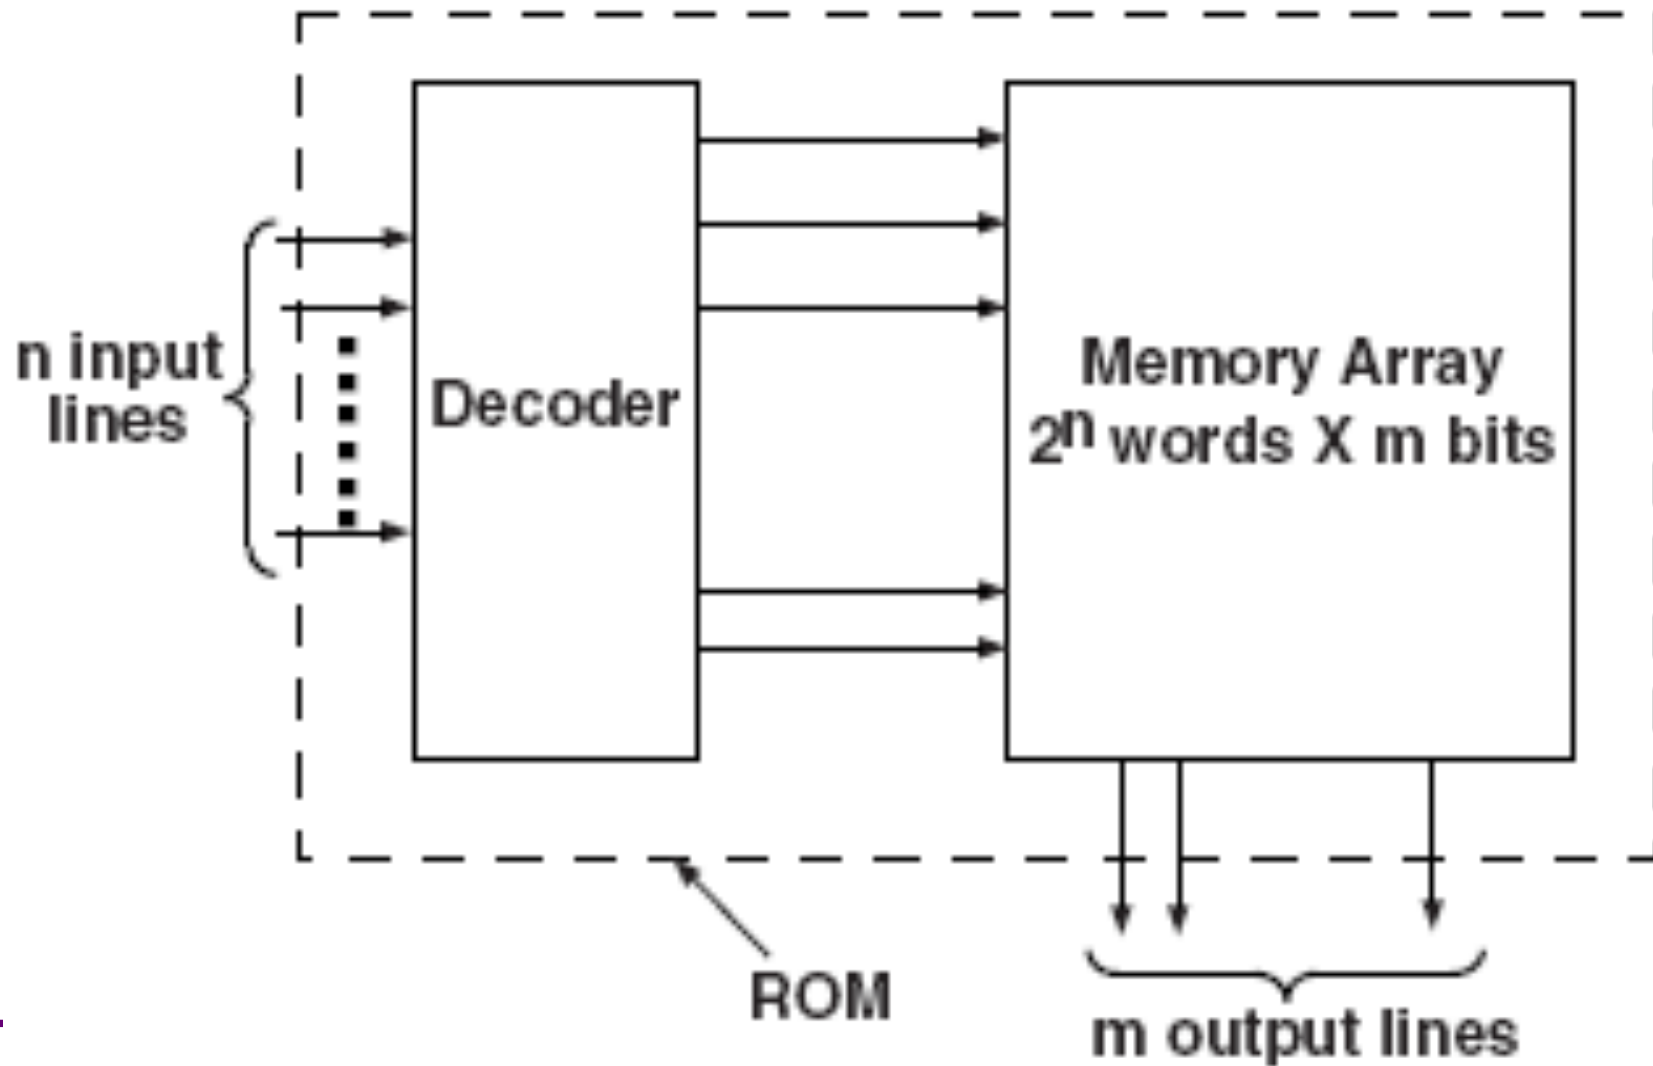 n input
lines
Decoder
Memory Array
2ⁿ words X m bits
ROM
m output lines